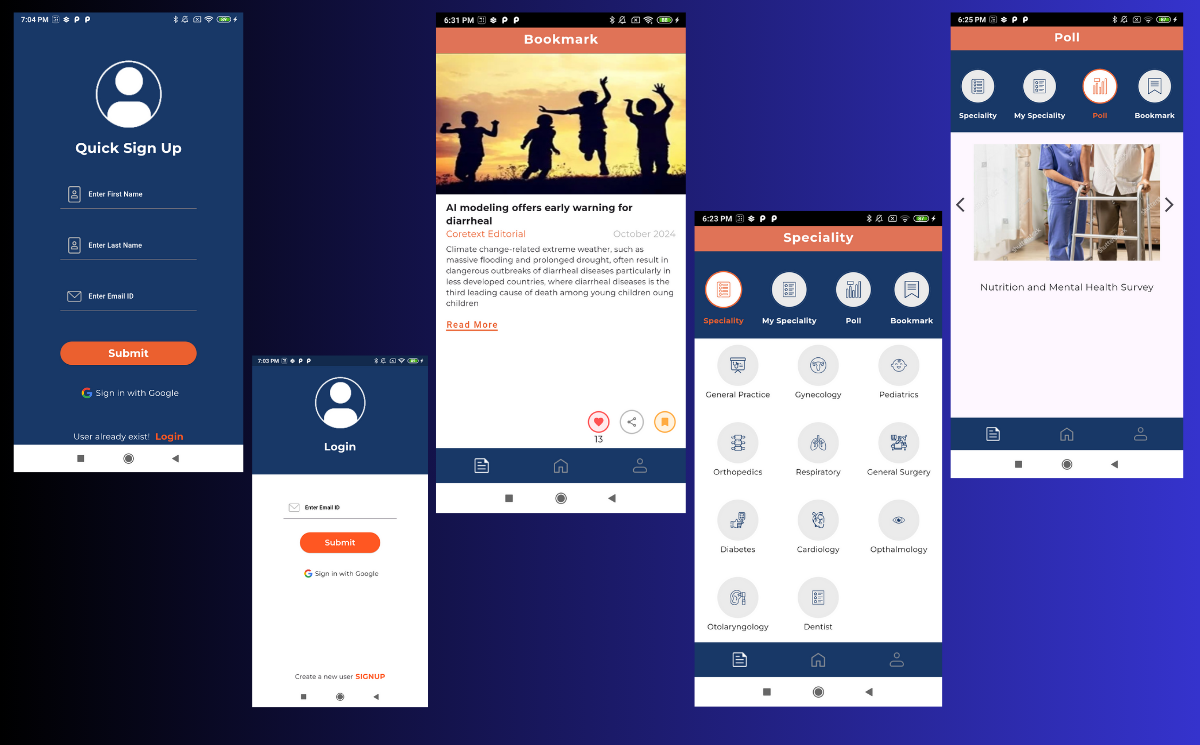 7:04 PM
Quick Sign Up
Enter First Name
Enter Last Name
Enter Email ID
Submit
Sign in with Google
User already exist! Login
7:03 PM
Login
Enter Email ID
Submit
Sign in with Google
Create a new user SIGNUP
6:31 PM
Bookmark
AI modeling offers early warning for
diarrheal
Coretext Editorial October 2024
Climate change-related extreme weather, such as
massive flooding and prolonged drought, often result in
dangerous outbreaks of diarrheal diseases particularly in
less developed countries, where diarrheal diseases is the
third leading cause of death among young children oung
children
Read More
13
6:23 PM
Speciality
Speciality My Speciality Poll Bookmark
General Practice Gynecology Pediatrics
Orthopedics Respiratory General Surgery
Diabetes Cardiology Opthalmology
Otolaryngology Dentist
6:25 PM
Poll
Speciality My Speciality Poll Bookmark
Nutrition and Mental Health Survey